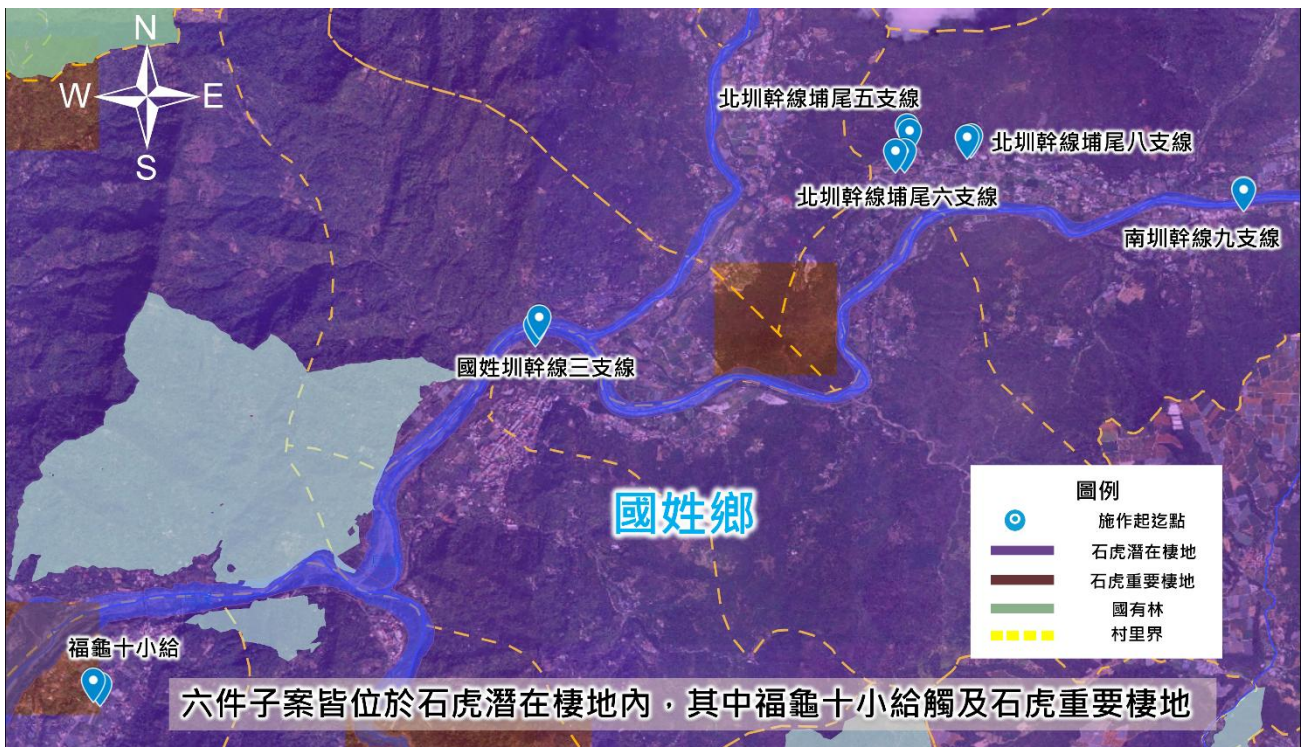 N
W
E
S
北圳幹線埔尾五支線
北圳幹線埔尾八支線
北圳幹線埔尾六支線
南圳幹線九支線
國姓圳幹線三支線
國姓鄉
圖例
施作起迄點
石虎潛在棲地
石虎重要棲地
國有林
村里界
福龜十小給
六件子案皆位於石虎潛在棲地內，其中福龜十小給觸及石虎重要棲地